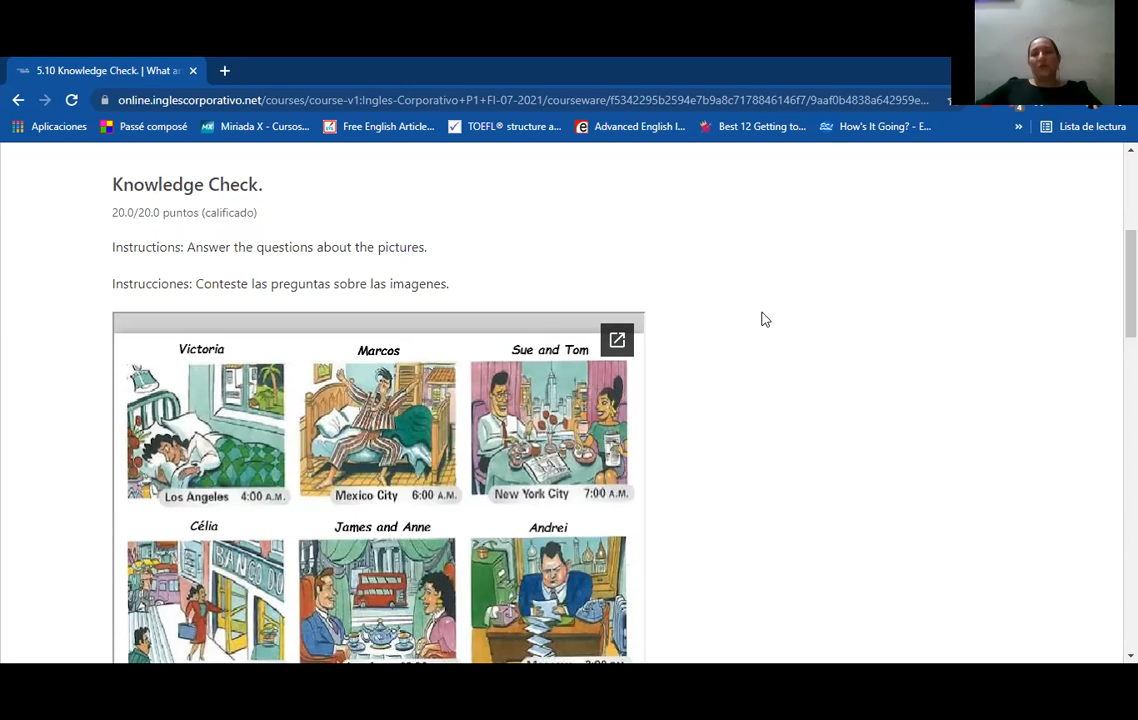 5.10 Knowledge Check. | What ar
online.inglescorporativo.net/courses/course-v1:Ingles-Corporativo+P1+FI-07-2021/courseware/f5342295b2594e7b9a8c7178846146f7/9aaf0b4838a642959e...
Aplicaciones Passé composé Miriada X - Cursos... Free English Article... TOEFL® structure a... Advanced English I... Best 12 Getting to... How's It Going? - E... » Lista de lectura
Knowledge Check.
20.0/20.0 puntos (calificado)
Instructions: Answer the questions about the pictures.
Instrucciones: Conteste las preguntas sobre las imagenes.
Victoria Marcos Sue and Tom
Los Angeles 4:00 A.M. Mexico City 6:00 A.M. New York City 7:00 A.M.
Célia James and Anne Andrei
BANCO DU